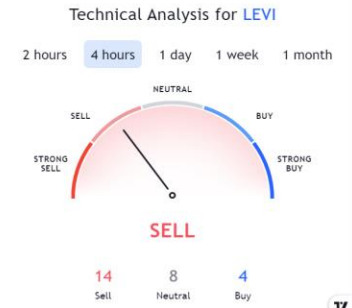 Technical Analysis for LEVI
2 hours 4 hours 1 day 1 week 1 month
NEUTRAL
SELL BUY
STRONG SELL STRONG BUY
SELL
14 8 4
Sell Neutral Buy